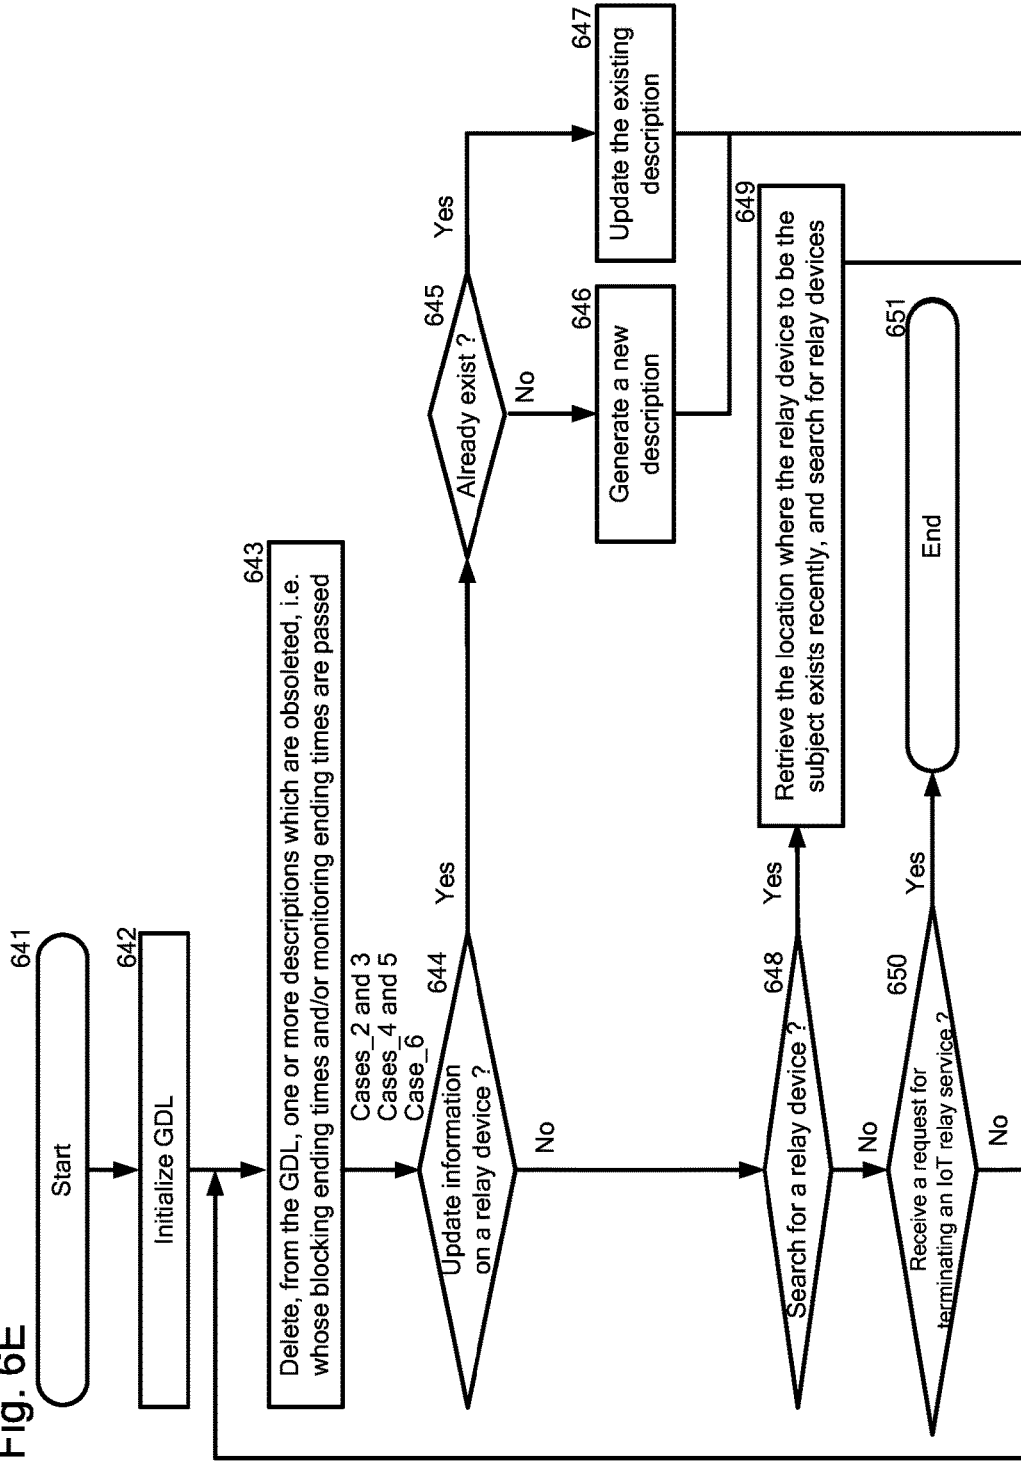 Fig. 6E
641
Start
642
Initialize GDL
643
Delete, from the GDL, one or more descriptions which are obsoleted, i.e.
whose blocking ending times and/or monitoring ending times are passed
Cases_2 and 3
Cases_4 and 5
Case_6
644
Update information
on a relay device ?
Yes
No
645
Already exist ?
Yes
No
646
Generate a new
description
647
Update the existing
description
648
Search for a relay device ?
Yes
No
649
Retrieve the location where the relay device to be the
subject exists recently, and search for relay devices
650
Receive a request for
terminating an IoT relay service ?
Yes
No
651
End